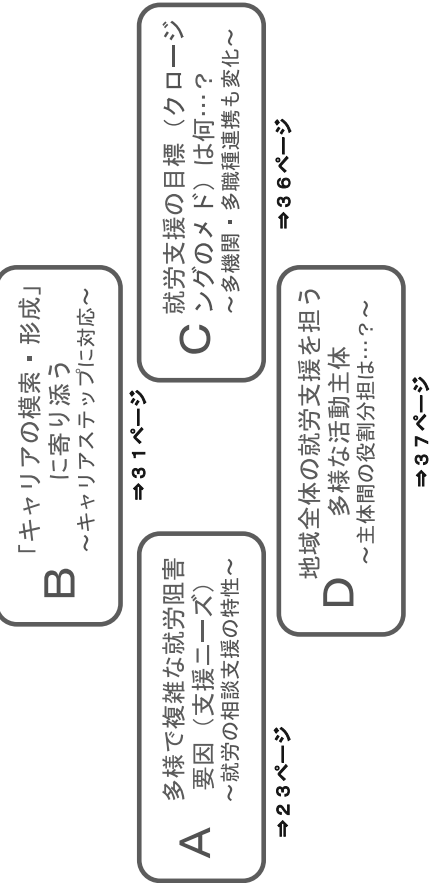 A
多様で複雑な就労阻害
要因（支援ニーズ）
～就労の相談支援の特性～
⇒２３ページ
B
「キャリアの模索・形成」
に寄り添う
～キャリアステップに対応～
⇒３１ページ
C
就労支援の目標（クロージ
ングのメド）は何…？
～多機関・多職種連携も変化～
⇒３６ページ
D
地域全体の就労支援を担う
多様な活動主体
～主体間の役割分担は…？～
⇒３７ページ